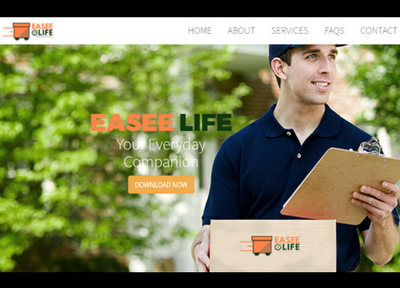 EASEE
LIFE
HOME ABOUT SERVICES FAQS CONTACT
EASEE LIFE
Your Everyday
Companion
DOWNLOAD NOW
EASEE
LIFE